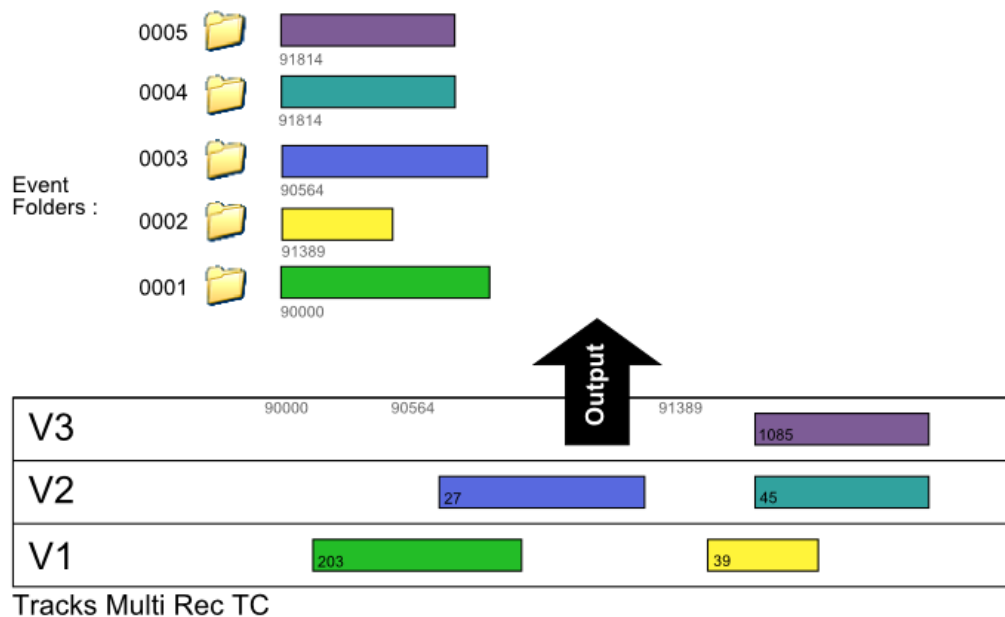 0005
91814
0004
91814
0003
90564
Event
Folders :
0002
91389
0001
90000
Output
90000 90564 91389
V3 1085
V2 27 45
V1 203 39
Tracks Multi Rec TC